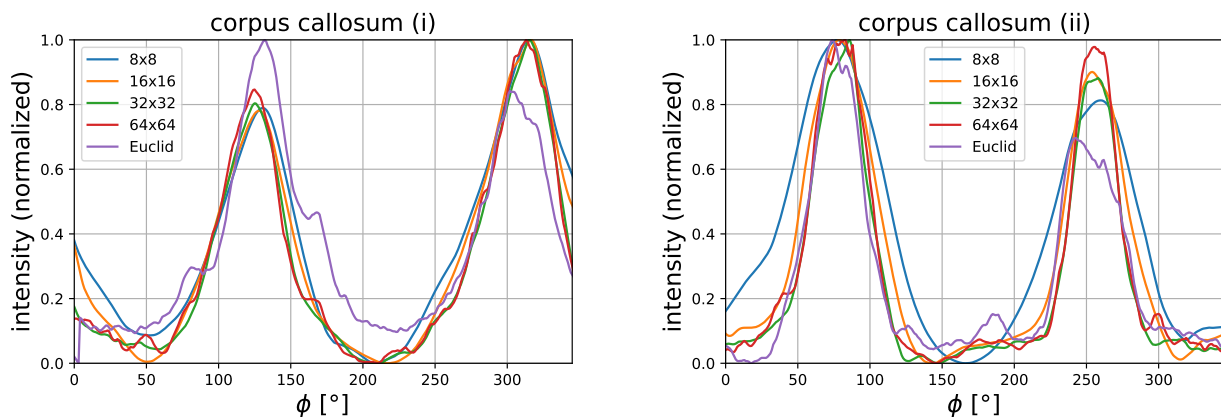 corpus callosum (i)
intensity (normalized)
1.0
0.8
0.6
0.4
0.2
0.0
8x8
16x16
32x32
64x64
Euclid
0 50 100 150 200 250 300
ϕ [°]
corpus callosum (ii)
intensity (normalized)
1.0
0.8
0.6
0.4
0.2
0.0
8x8
16x16
32x32
64x64
Euclid
0 50 100 150 200 250 300
ϕ [°]